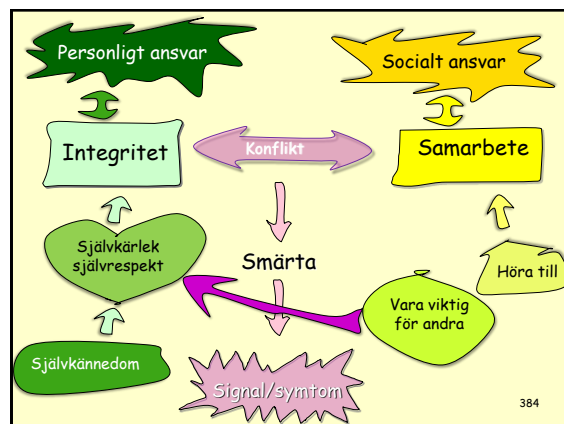 Personligt ansvar
Socialt ansvar
Integritet
Konflikt
Samarbete
Självkärlek
självrespekt
Smärta
Höra till
Vara viktig
för andra
Självkännedom
Signal/symtom
384